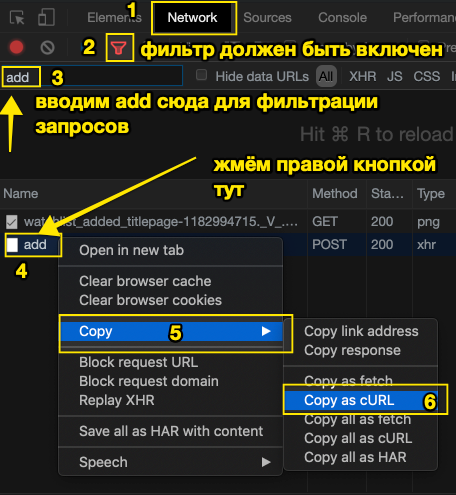 1
Elements Network Sources Console Performance
2 фильтр должен быть включен
add 3 Hide data URLs All XHR JS CSS
вводим add сюда для фильтрации
запросов
Hit ⌘ R to reload
жмём правой кнопкой
тут
Name Method Sta... Type
watchlist_added_titlepage-1182994715._V_.... GET 200 png
add POST 200 xhr
4
Open in new tab
Clear browser cache
Clear browser cookies
Copy 5 ▶
Copy link address
Copy response
Block request URL
Block request domain
Replay XHR
Copy as fetch
Copy as cURL 6
Copy all as fetch
Copy all as cURL
Copy all as HAR
Save all as HAR with content
Speech ▶